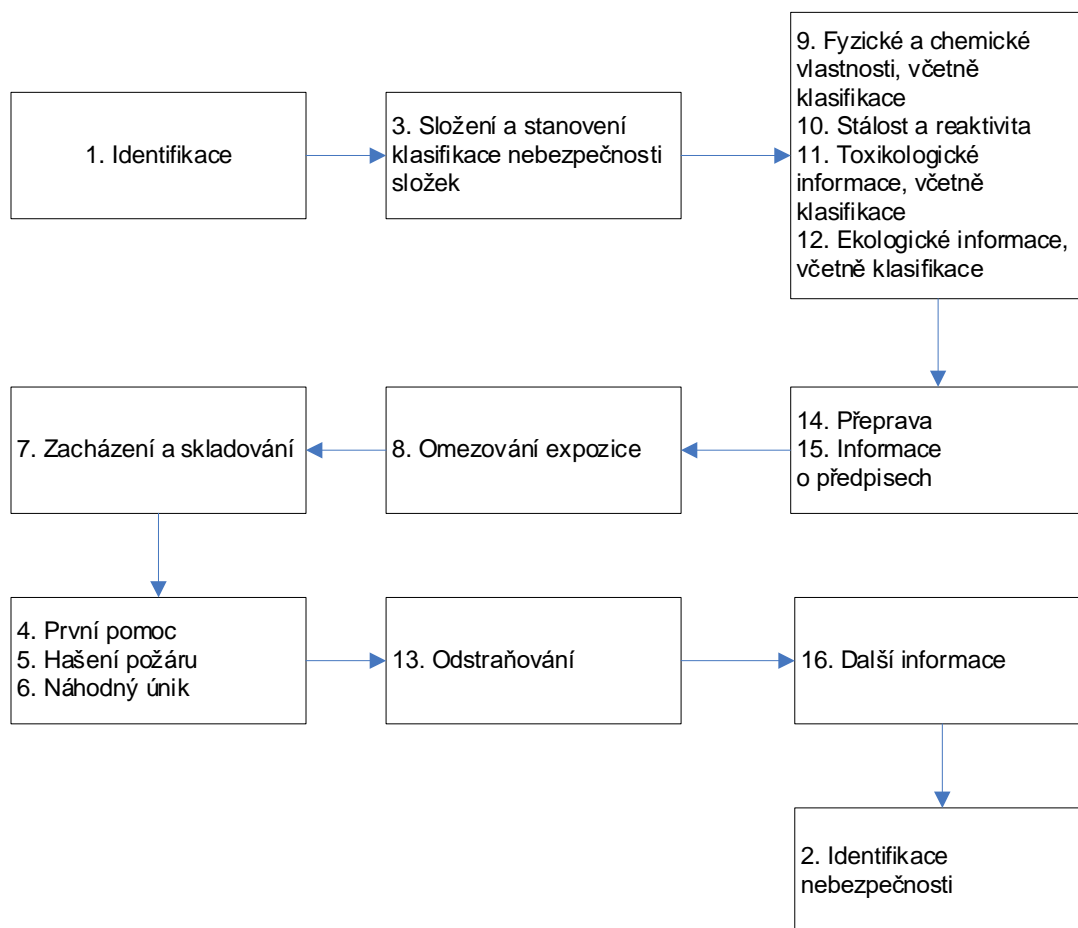 1. Identifikace
3. Složení a stanovení
klasifikace nebezpečnosti
složek
9. Fyzické a chemické
vlastnosti, včetně
klasifikace
10. Stálost a reaktivita
11. Toxikologické
informace, včetně
klasifikace
12. Ekologické informace,
včetně klasifikace
7. Zacházení a skladování
8. Omezování expozice
14. Přeprava
15. Informace
o předpisech
4. První pomoc
5. Hašení požáru
6. Náhodný únik
13. Odstraňování
16. Další informace
2. Identifikace
nebezpečnosti